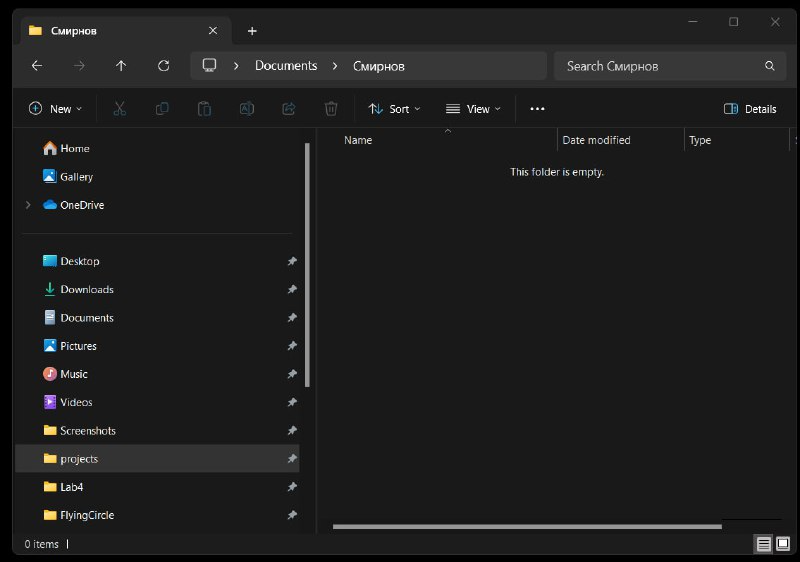 Смирнов
Documents Смирнов Search Смирнов
New Sort View Details
Name Date modified Type
This folder is empty.
Home
Gallery
OneDrive
Desktop
Downloads
Documents
Pictures
Music
Videos
Screenshots
projects
Lab4
FlyingCircle
0 items